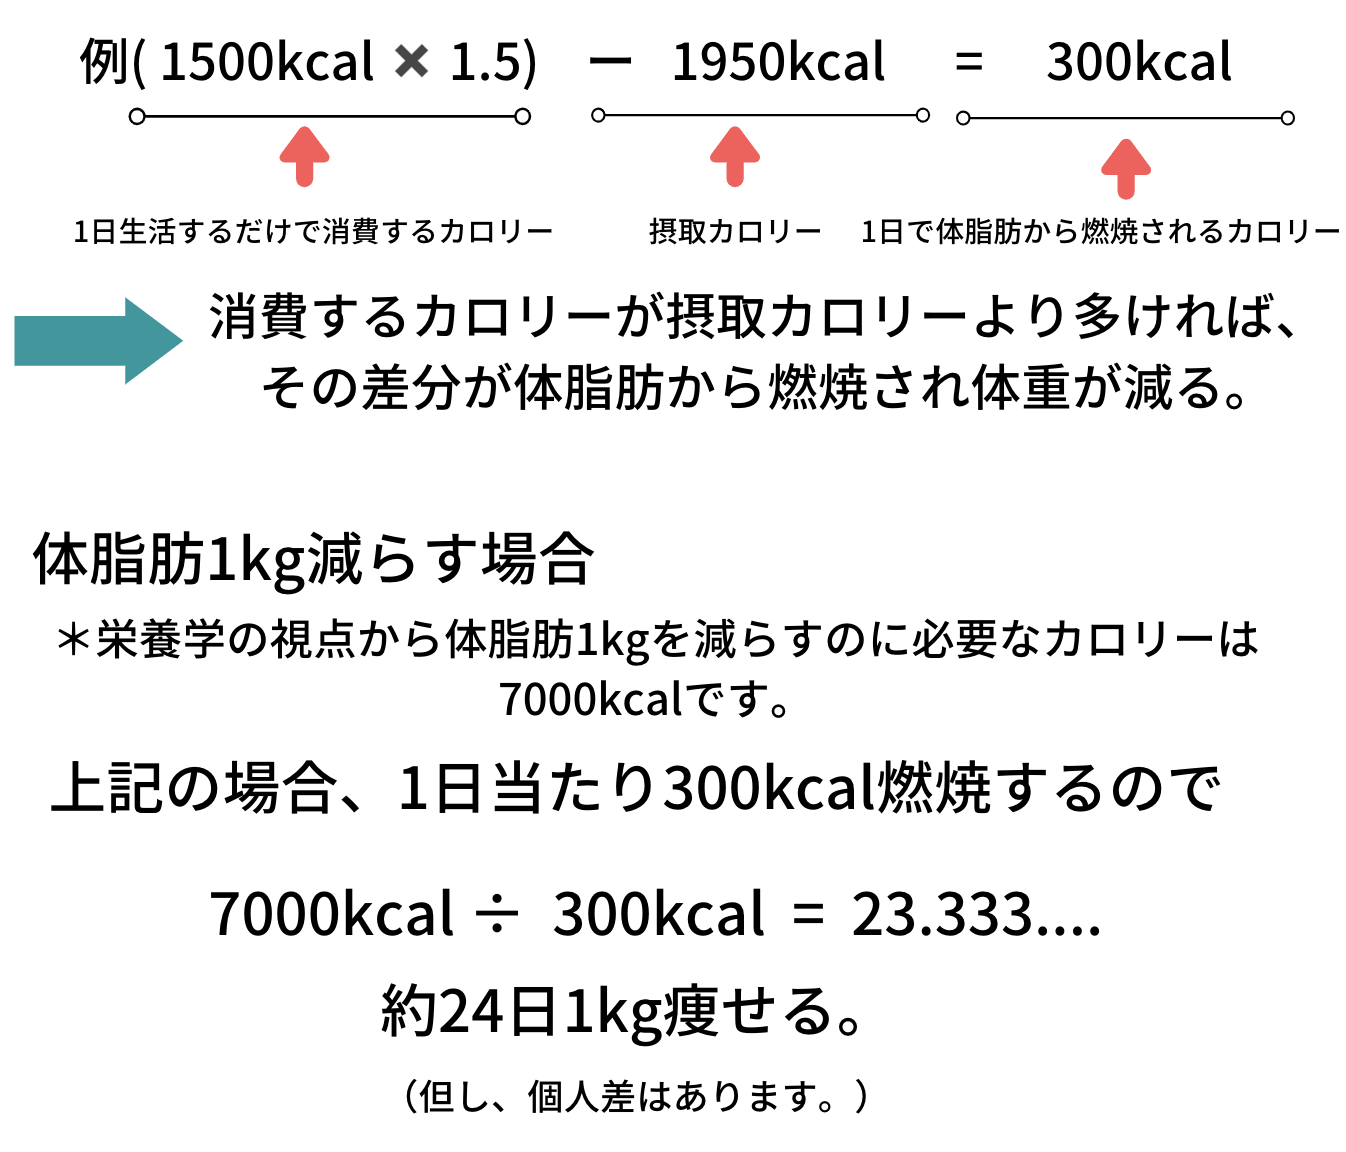 例( 1500kcal ✖ 1.5) － 1950kcal = 300kcal
1日生活するだけで消費するカロリー 摂取カロリー 1日で体脂肪から燃焼されるカロリー
消費するカロリーが摂取カロリーより多ければ、
その差分が体脂肪から燃焼され体重が減る。
体脂肪1kg減らす場合
＊栄養学の視点から体脂肪1kgを減らすのに必要なカロリーは
7000kcalです。
上記の場合、1日当たり300kcal燃焼するので
7000kcal ÷ 300kcal = 23.333....
約24日1kg痩せる。
（但し、個人差はあります。）